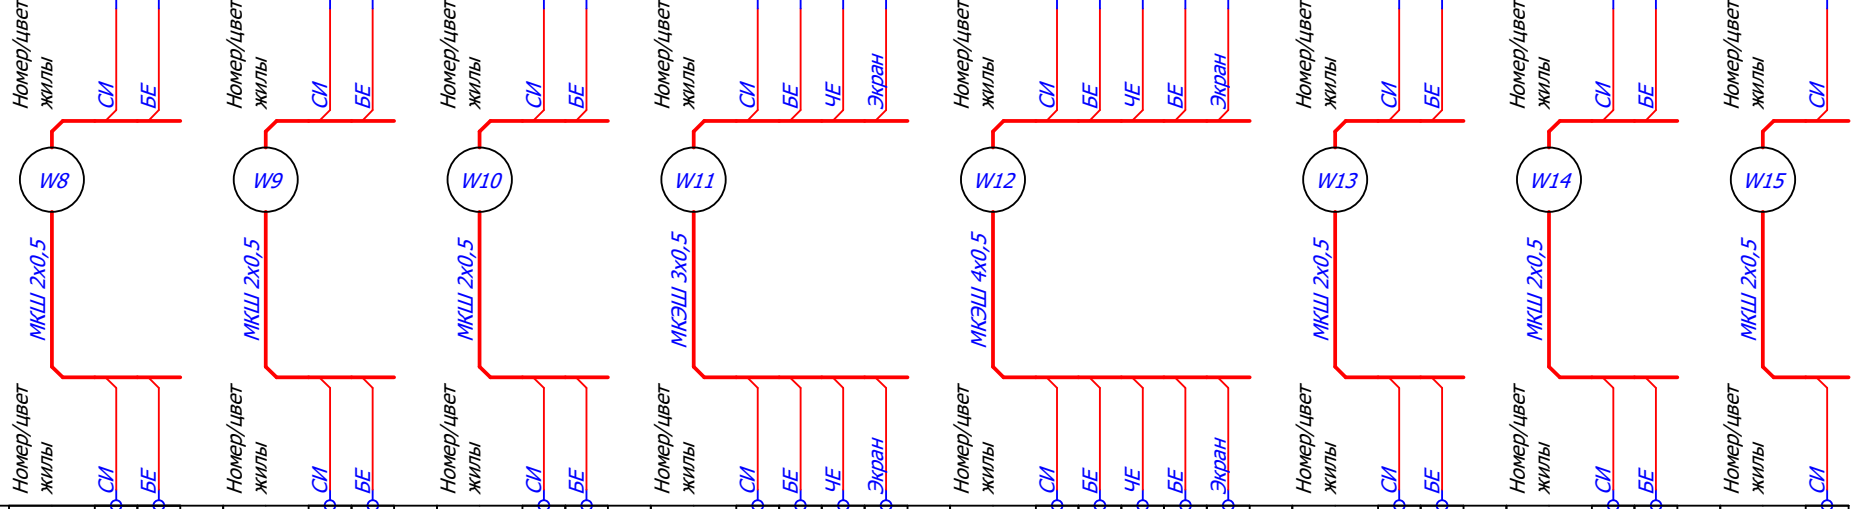 Номер/цвет
жилы
СИ
БЕ
Номер/цвет
жилы
СИ
БЕ
Номер/цвет
жилы
СИ
БЕ
Номер/цвет
жилы
СИ
БЕ
ЧЕ
Экран
Номер/цвет
жилы
СИ
БЕ
ЧЕ
БЕ
Экран
Номер/цвет
жилы
СИ
БЕ
Номер/цвет
жилы
СИ
БЕ
Номер/цвет
жилы
СИ
W8
W9
W10
W11
W12
W13
W14
W15
МКШ 2х0,5
МКШ 2х0,5
МКШ 2х0,5
МКЭШ 3х0,5
МКЭШ 4х0,5
МКШ 2х0,5
МКШ 2х0,5
МКШ 2х0,5
Номер/цвет
жилы
СИ
БЕ
Номер/цвет
жилы
СИ
БЕ
Номер/цвет
жилы
СИ
БЕ
Номер/цвет
жилы
СИ
БЕ
ЧЕ
Экран
Номер/цвет
жилы
СИ
БЕ
ЧЕ
БЕ
Экран
Номер/цвет
жилы
СИ
БЕ
Номер/цвет
жилы
СИ
БЕ
Номер/цвет
жилы
СИ